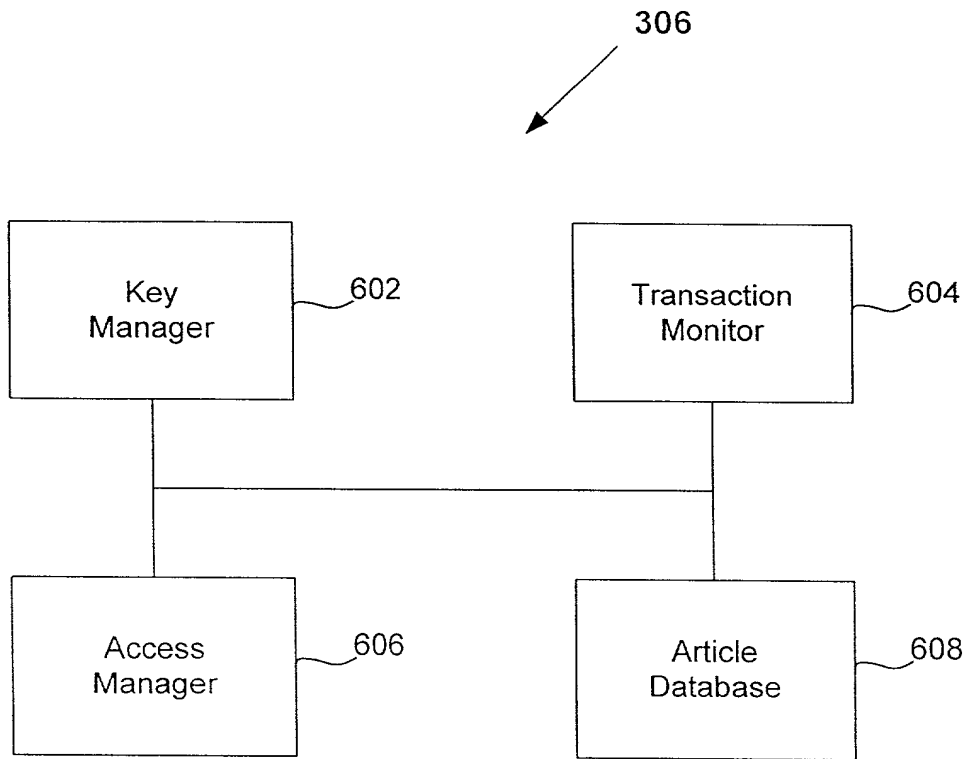 306
Key
Manager
602
Transaction
Monitor
604
Access
Manager
606
Article
Database
608